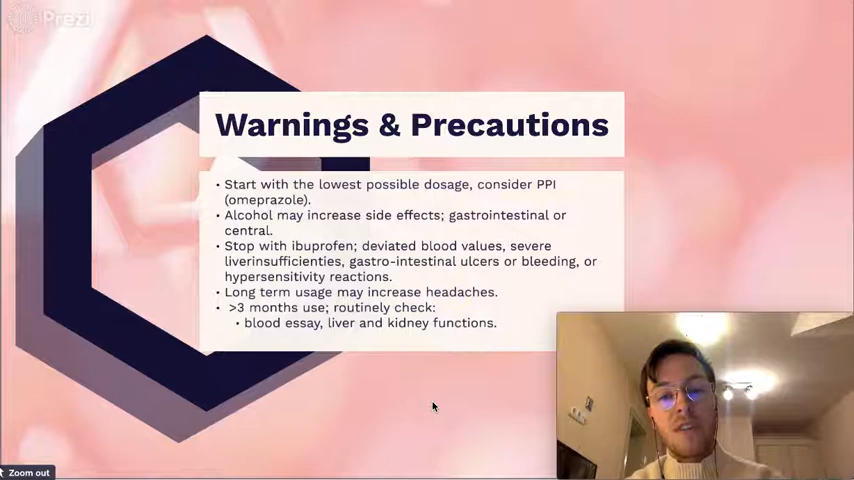 Prezi
Warnings & Precautions
• Start with the lowest possible dosage, consider PPI
(omeprazole).
• Alcohol may increase side effects; gastrointestinal or
central.
• Stop with ibuprofen; deviated blood values, severe
liverinsufficienties, gastro-intestinal ulcers or bleeding, or
hypersensitivity reactions.
• Long term usage may increase headaches.
• >3 months use; routinely check:
• blood essay, liver and kidney functions.
Zoom out